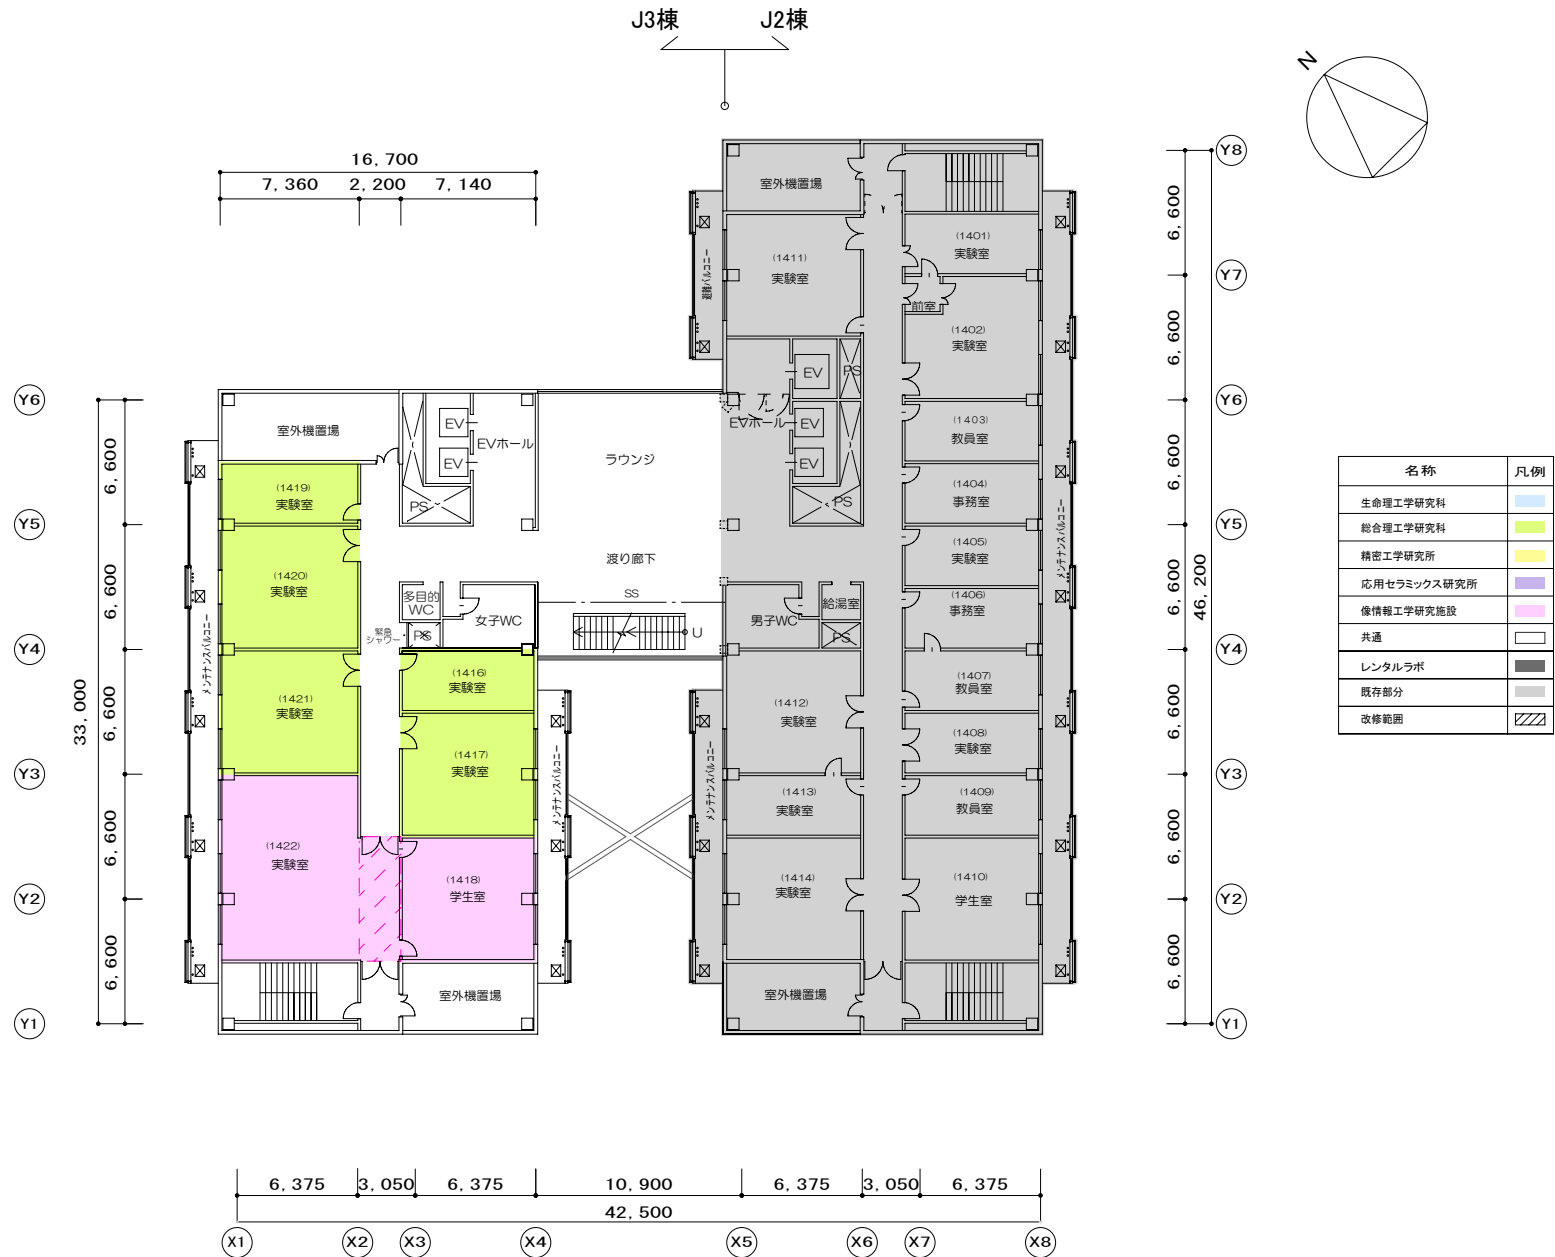 J3棟 J2棟
N
16,700
7,360 2,200 7,140
Y8
Y7
Y6
Y5
Y4
Y3
Y2
Y1
6,600
6,600
6,600
6,600
6,600
6,600
6,600
46,200
Y6
Y5
Y4
Y3
Y2
Y1
6,600
6,600
6,600
6,600
6,600
33,000
室外機置場
(1401)
実験室
(1411)
実験室
避難バルコニー
前室
(1402)
実験室
EV
PS
EVホール
EV
EV
PS
(1403)
教員室
(1404)
事務室
(1405)
実験室
(1406)
事務室
メンテナンスバルコニー
室外機置場
EV
EV
EVホール
PS
ラウンジ
渡り廊下
SS
U
(1419)
実験室
(1420)
実験室
多目的
WC
女子WC
緊急
シャワー
PS
男子WC
給湯室
PS
メンテナンスバルコニー
(1421)
実験室
(1416)
実験室
(1417)
実験室
メンテナンスバルコニー
メンテナンスバルコニー
(1412)
実験室
(1407)
教員室
(1408)
実験室
(1413)
実験室
(1409)
教員室
(1422)
実験室
(1418)
学生室
(1414)
実験室
(1410)
学生室
室外機置場
室外機置場
名称 凡例
生命理工学研究科
総合理工学研究科
精密工学研究所
応用セラミックス研究所
像情報工学研究施設
共通
レンタルラボ
既存部分
改修範囲
6,375 3,050 6,375 10,900 6,375 3,050 6,375
42,500
X1 X2 X3 X4 X5 X6 X7 X8